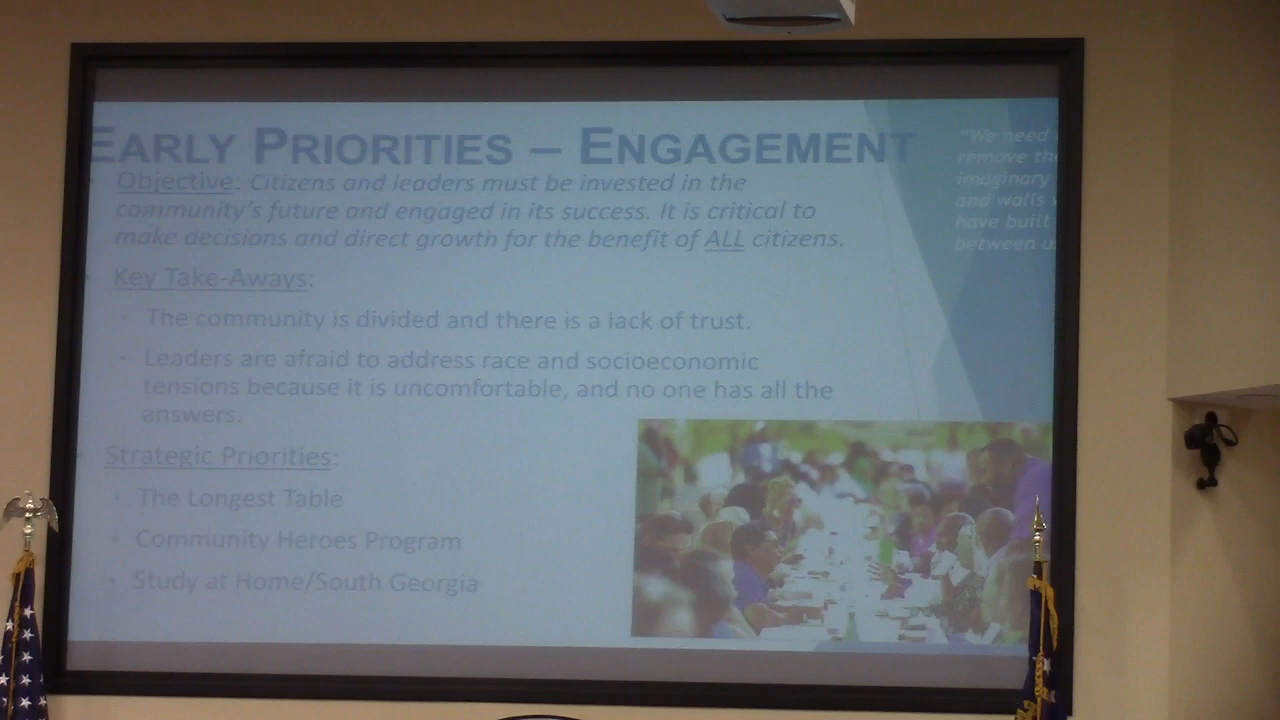 EARLY PRIORITIES – ENGAGEMENT
• Objective: Citizens and leaders must be invested in the
community's future and engaged in its success. It is critical to
make decisions and direct growth for the benefit of ALL citizens.
• Key Take-Aways:
• The community is divided and there is a lack of trust.
• Leaders are afraid to address race and socioeconomic
tensions because it is uncomfortable, and no one has all the
answers.
• Strategic Priorities:
• The Longest Table
• Community Heroes Program
• Study at Home/South Georgia
"We need
remove
imaginary
and walls
have built
between